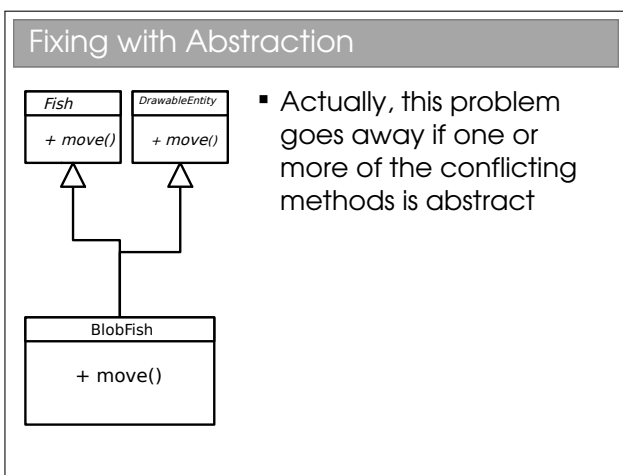 Fixing with Abstraction
Fish
+ move()
DrawableEntity
+ move()
BlobFish
+ move()
▪ Actually, this problem
goes away if one or
more of the conflicting
methods is abstract